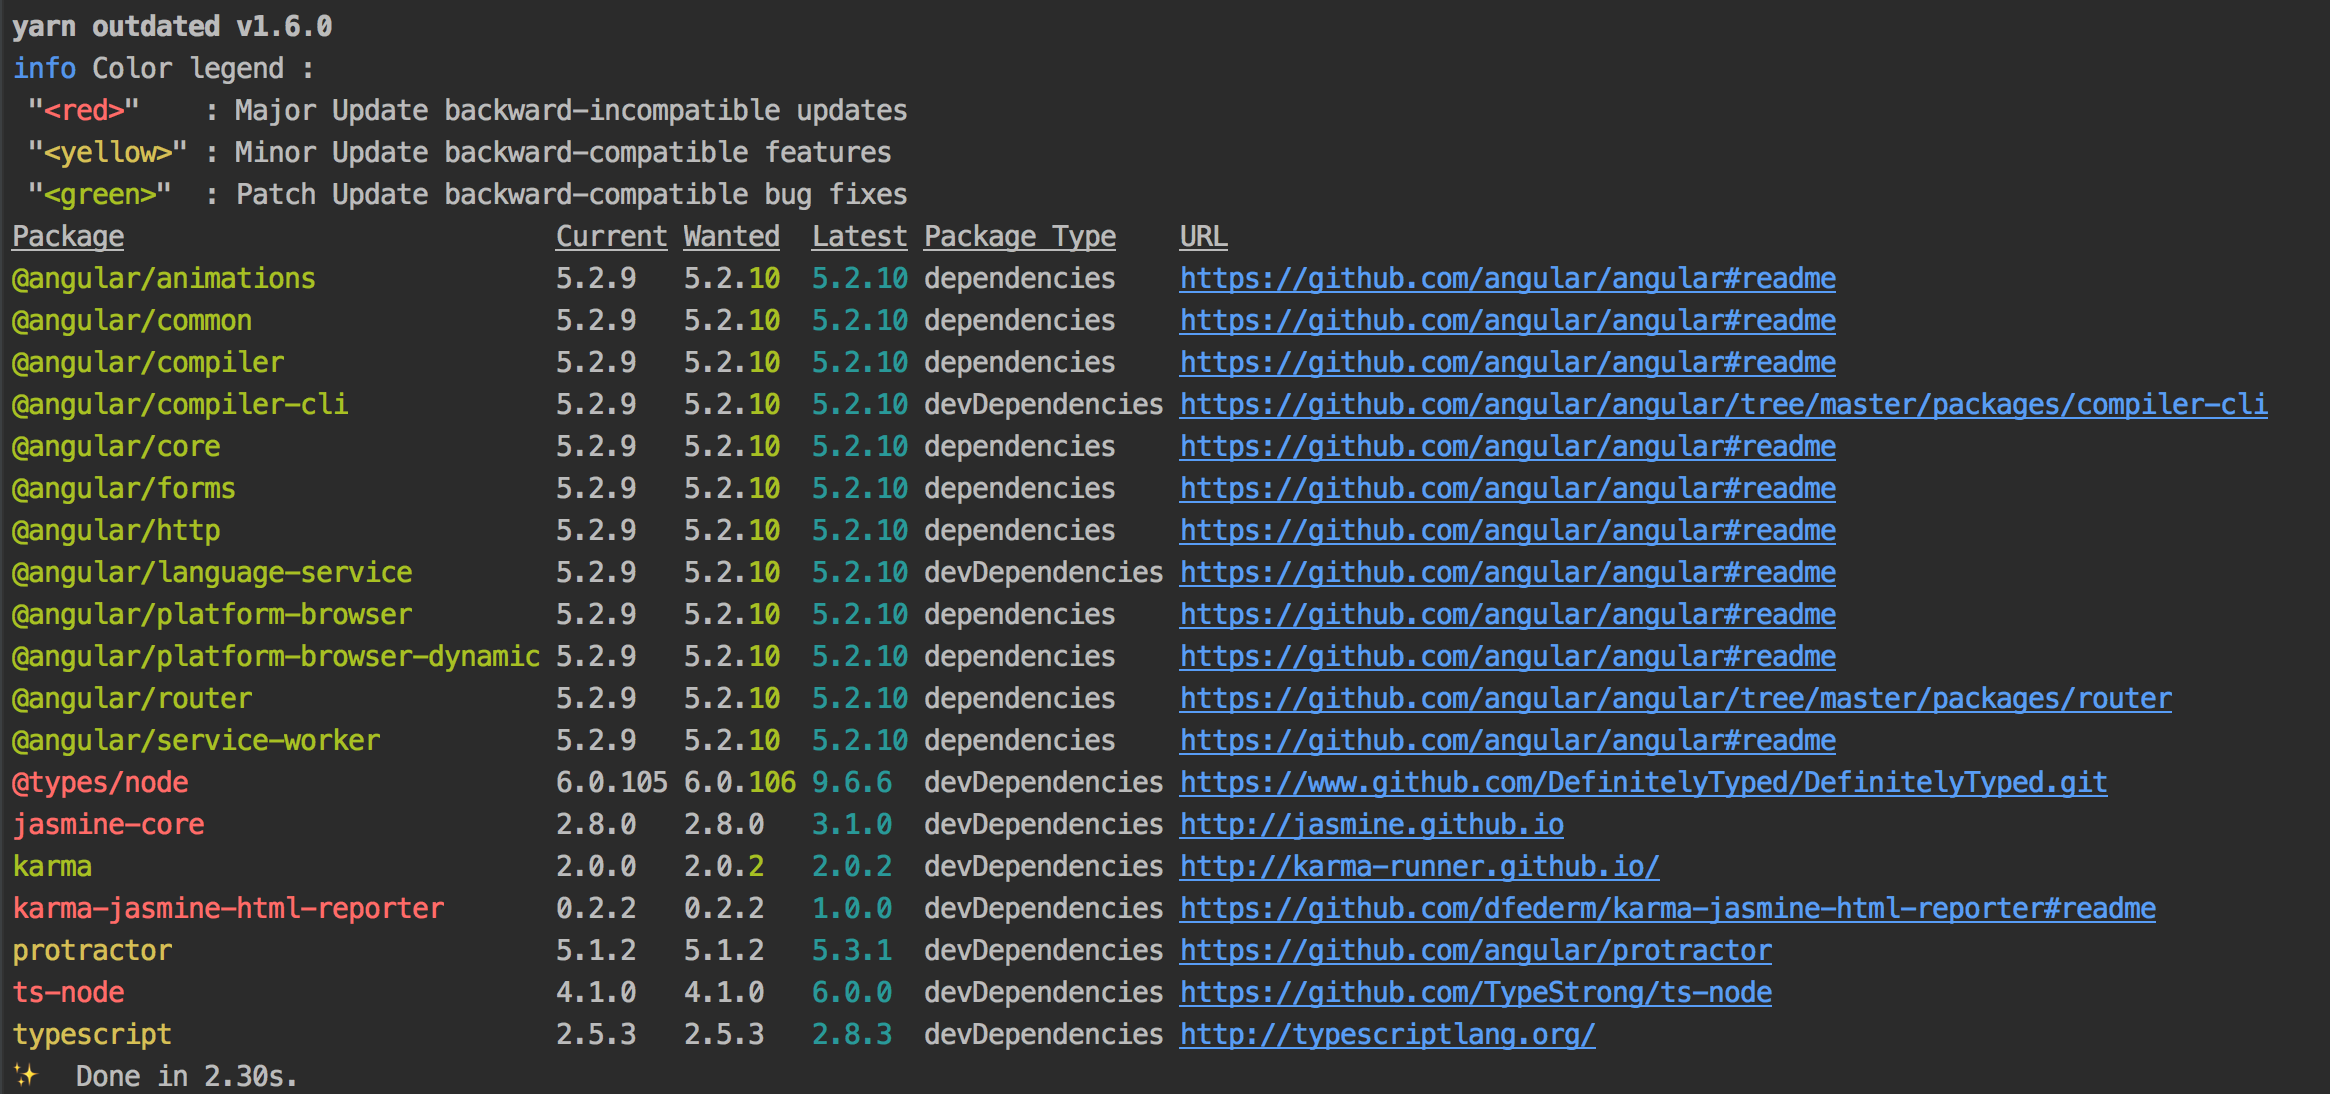 yarn outdated v1.6.0
info Color legend :
 "<red>"    : Major Update backward-incompatible updates
 "<yellow>" : Minor Update backward-compatible features
 "<green>"  : Patch Update backward-compatible bug fixes
Package Current Wanted Latest Package Type URL
@angular/animations 5.2.9 5.2.10 5.2.10 dependencies https://github.com/angular/angular#readme
@angular/common 5.2.9 5.2.10 5.2.10 dependencies https://github.com/angular/angular#readme
@angular/compiler 5.2.9 5.2.10 5.2.10 dependencies https://github.com/angular/angular#readme
@angular/compiler-cli 5.2.9 5.2.10 5.2.10 devDependencies https://github.com/angular/angular/tree/master/packages/compiler-cli
@angular/core 5.2.9 5.2.10 5.2.10 dependencies https://github.com/angular/angular#readme
@angular/forms 5.2.9 5.2.10 5.2.10 dependencies https://github.com/angular/angular#readme
@angular/http 5.2.9 5.2.10 5.2.10 dependencies https://github.com/angular/angular#readme
@angular/language-service 5.2.9 5.2.10 5.2.10 devDependencies https://github.com/angular/angular#readme
@angular/platform-browser 5.2.9 5.2.10 5.2.10 dependencies https://github.com/angular/angular#readme
@angular/platform-browser-dynamic 5.2.9 5.2.10 5.2.10 dependencies https://github.com/angular/angular#readme
@angular/router 5.2.9 5.2.10 5.2.10 dependencies https://github.com/angular/angular/tree/master/packages/router
@angular/service-worker 5.2.9 5.2.10 5.2.10 dependencies https://github.com/angular/angular#readme
@types/node 6.0.105 6.0.106 9.6.6 devDependencies https://www.github.com/DefinitelyTyped/DefinitelyTyped.git
jasmine-core 2.8.0 2.8.0 3.1.0 devDependencies http://jasmine.github.io
karma 2.0.0 2.0.2 2.0.2 devDependencies http://karma-runner.github.io/
karma-jasmine-html-reporter 0.2.2 0.2.2 1.0.0 devDependencies https://github.com/dfederm/karma-jasmine-html-reporter#readme
protractor 5.1.2 5.1.2 5.3.1 devDependencies https://github.com/angular/protractor
ts-node 4.1.0 4.1.0 6.0.0 devDependencies https://github.com/TypeStrong/ts-node
typescript 2.5.3 2.5.3 2.8.3 devDependencies http://typescriptlang.org/
✨  Done in 2.30s.